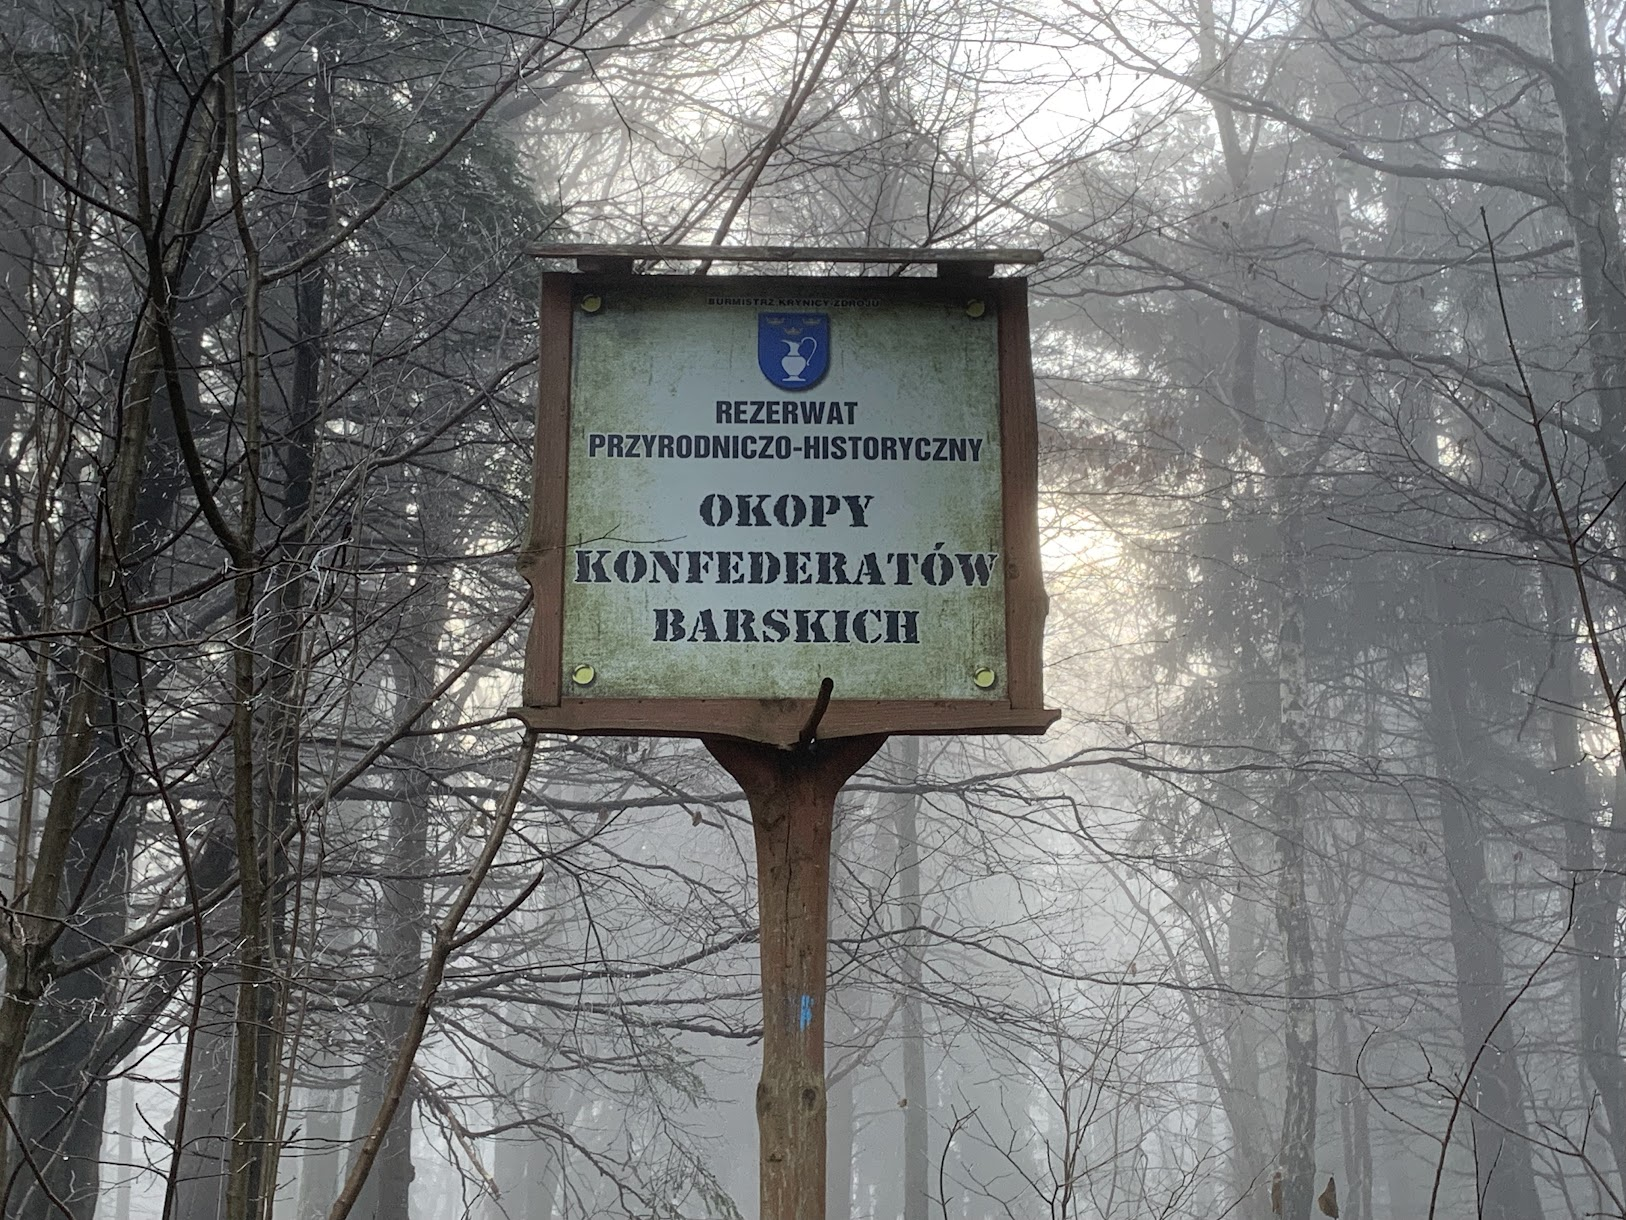 BURMISTRZ KRYNICY-ZDROJU
REZERWAT
PRZYRODNICZO-HISTORYCZNY
OKOPY
KONFEDERATÓW
BARSKICH